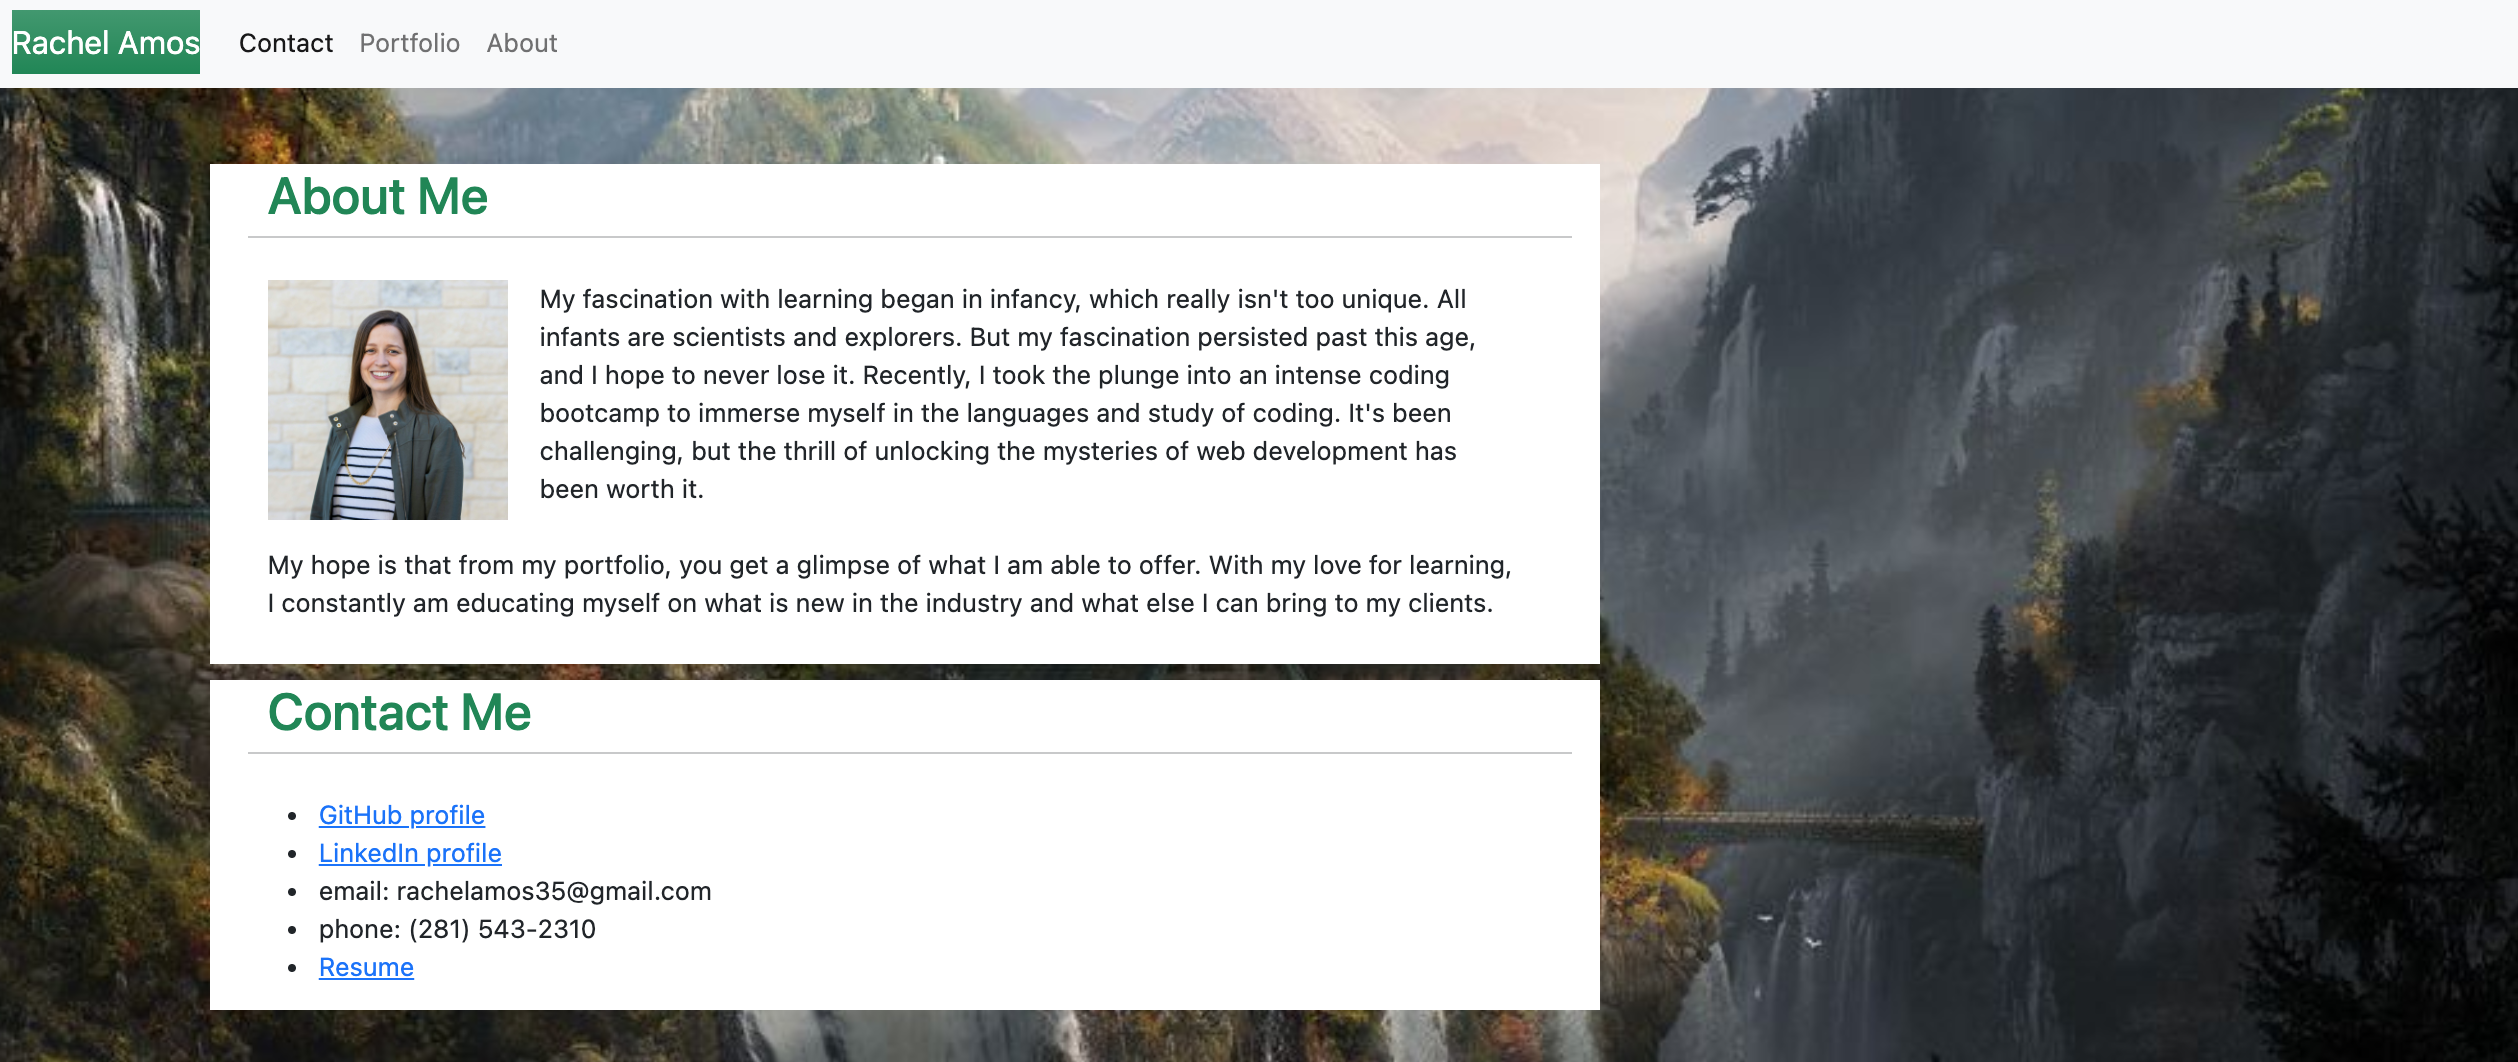 Rachel Amos
Contact
Portfolio
About
About Me
My fascination with learning began in infancy, which really isn't too unique. All
infants are scientists and explorers. But my fascination persisted past this age,
and I hope to never lose it. Recently, I took the plunge into an intense coding
bootcamp to immerse myself in the languages and study of coding. It's been
challenging, but the thrill of unlocking the mysteries of web development has
been worth it.
My hope is that from my portfolio, you get a glimpse of what I am able to offer. With my love for learning,
I constantly am educating myself on what is new in the industry and what else I can bring to my clients.
Contact Me
GitHub profile
LinkedIn profile
email: rachelamos35@gmail.com
phone: (281) 543-2310
Resume